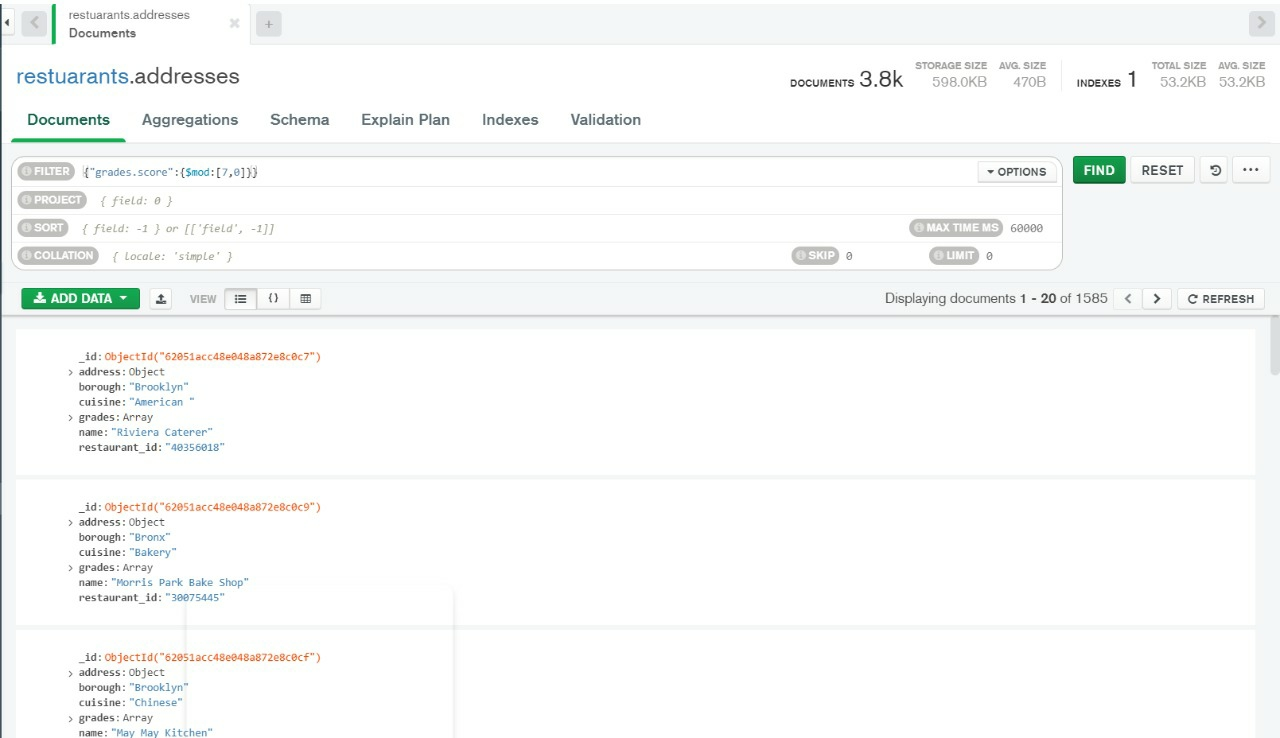 restuarants.addresses
Documents
restuarants.addresses
DOCUMENTS 3.8k STORAGE SIZE 598.0KB AVG. SIZE 470B INDEXES 1 TOTAL SIZE 53.2KB AVG. SIZE 53.2KB
Documents Aggregations Schema Explain Plan Indexes Validation
FILTER {"grades.score":{$mod:[7,0]}} OPTIONS FIND RESET
PROJECT { field: 0 }
SORT { field: -1 } or [['field', -1]] MAX TIME MS 60000
COLLATION { locale: 'simple' } SKIP 0 LIMIT 0
ADD DATA VIEW {} Displaying documents 1 - 20 of 1585 < > REFRESH
_id: ObjectId("62051acc48e048a872e8c0c7")
> address: Object
borough: "Brooklyn"
cuisine: "American "
> grades: Array
name: "Riviera Caterer"
restaurant_id: "40356018"
_id: ObjectId("62051acc48e048a872e8c0c9")
> address: Object
borough: "Bronx"
cuisine: "Bakery"
> grades: Array
name: "Morris Park Bake Shop"
restaurant_id: "30075445"
_id: ObjectId("62051acc48e048a872e8c0cf")
> address: Object
borough: "Brooklyn"
cuisine: "Chinese"
> grades: Array
name: "May May Kitchen"